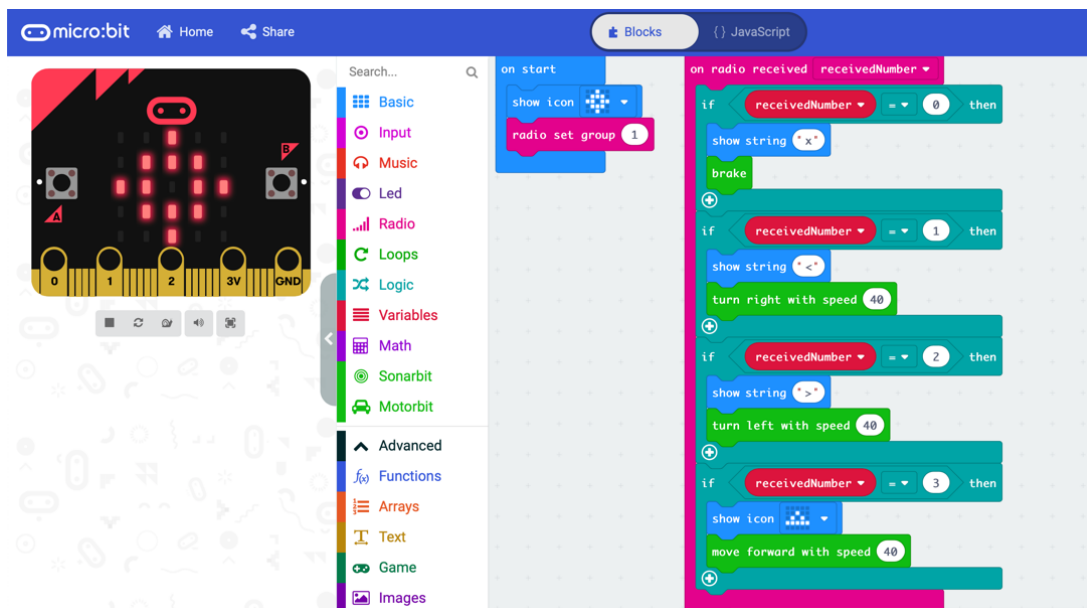 micro:bit Home Share Blocks { } JavaScript
Search...
Basic
Input
Music
Led
Radio
Loops
Logic
Variables
Math
Sonarbit
Motorbit
Advanced
f(x) Functions
Arrays
T Text
Game
Images
A
B
0 1 2 3V GND
on start
show icon
radio set group 1
on radio received receivedNumber
if receivedNumber = 0 then
show string "x"
brake
if receivedNumber = 1 then
show string "<"
turn right with speed 40
if receivedNumber = 2 then
show string ">"
turn left with speed 40
if receivedNumber = 3 then
show icon
move forward with speed 40